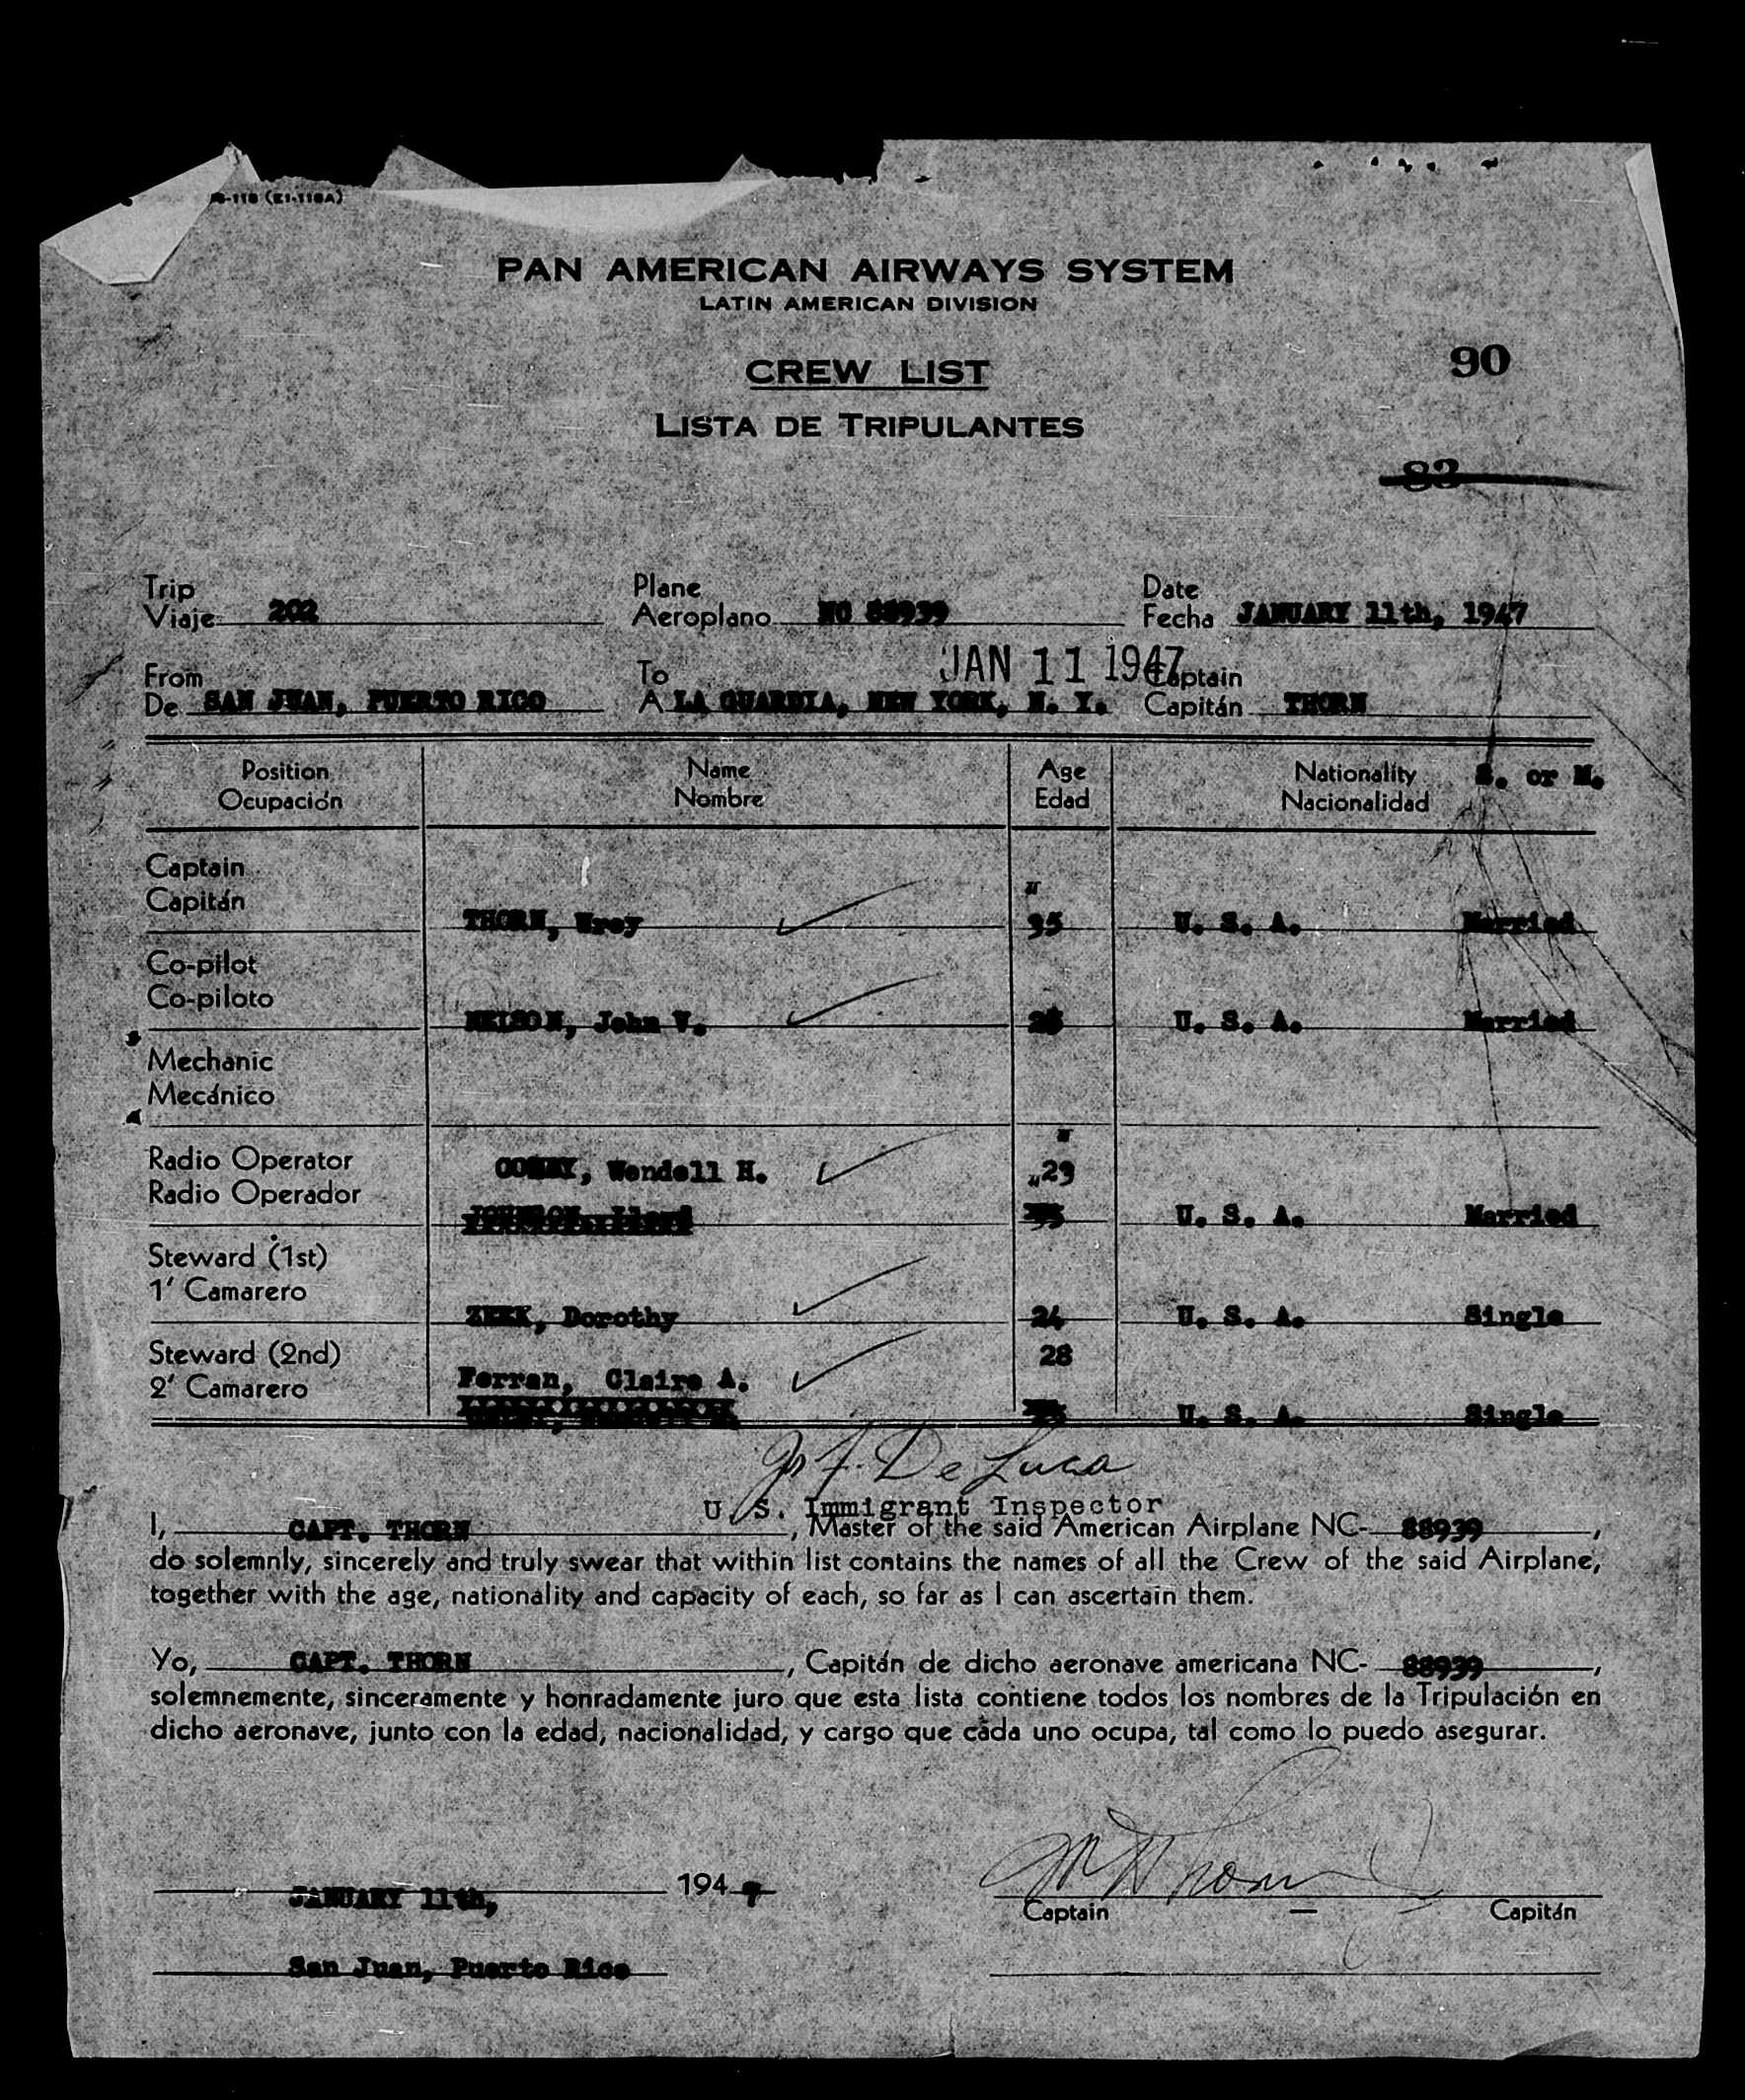 (E1-118A)
PAN AMERICAN AIRWAYS SYSTEM
LATIN AMERICAN DIVISION
CREW LIST
90
LISTA DE TRIPULANTES
83
Trip
Viaje 202
Plane
Aeroplano NC 88939
Date
Fecha JANUARY 11th, 1947
JAN 11 1947
From
De SAN JUAN, PUERTO RICO
To
A LA GUARDIA, NEW YORK, N. Y.
Captain
Capitán THORN
Position
Ocupación
Name
Nombre
Age
Edad
Nationality
Nacionalidad
S. or M.
Captain
Capitán
THORN, Wrey 35 U. S. A. Married
Co-pilot
Co-piloto
NELSON, John V. U. S. A. Married
Mechanic
Mecánico
Radio Operator
Radio Operador
Wendell H. 29
JOHNSON, Lloyd U. S. A. Married
Steward (1st)
1' Camarero
ZEEK, Dorothy 24 U. S. A. Single
Steward (2nd)
2' Camarero
28
Ferran, Claire A.
U. S. A. Single
De Luca
U. S. Immigrant Inspector
I, CAPT. THORN, Master of the said American Airplane NC- 88939,
do solemnly, sincerely and truly swear that within list contains the names of all the Crew of the said Airplane,
together with the age, nationality and capacity of each, so far as I can ascertain them.
Yo, CAPT. THORN, Capitán de dicho aeronave americana NC- 88939,
solemnemente, sinceramente y honradamente juro que esta lista contiene todos los nombres de la Tripulación en
dicho aeronave, junto con la edad, nacionalidad, y cargo que cada uno ocupa, tal como lo puedo asegurar.
JANUARY 11th, 1947
Thorn
Captain — Capitán
San Juan, Puerto Rico